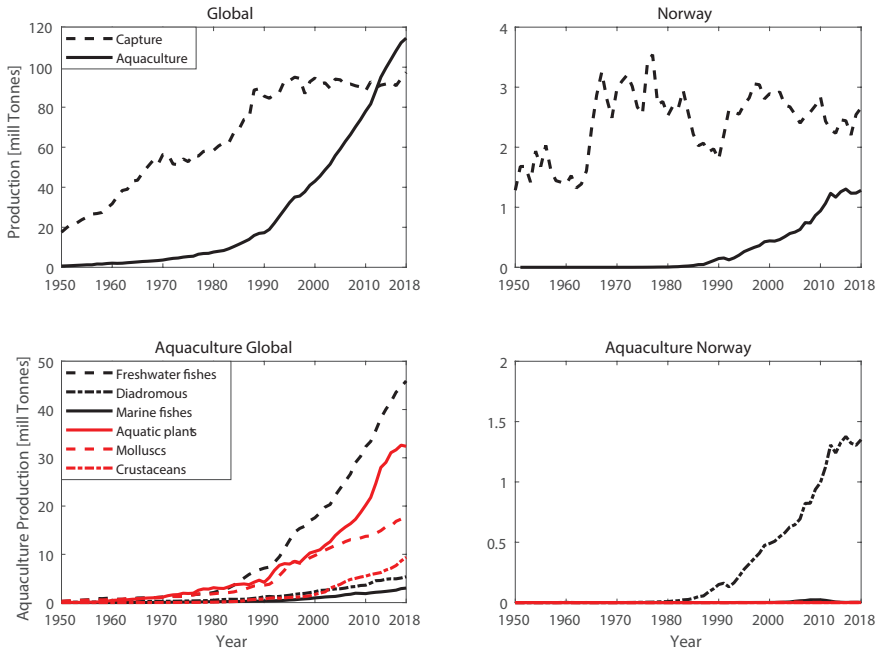 Global
Norway
Production [mill Tonnes]
120
100
80
60
40
20
0
Capture
Aquaculture
1950 1960 1970 1980 1990 2000 2010 2018
4
3
2
1
0
1950 1960 1970 1980 1990 2000 2010 2018
Aquaculture Global
Aquaculture Norway
Aquaculture Production [mill Tonnes]
50
40
30
20
10
0
Freshwater fishes
Diadromous
Marine fishes
Aquatic plants
Molluscs
Crustaceans
1950 1960 1970 1980 1990 2000 2010 2018
Year
2
1.5
1
0.5
0
1950 1960 1970 1980 1990 2000 2010 2018
Year